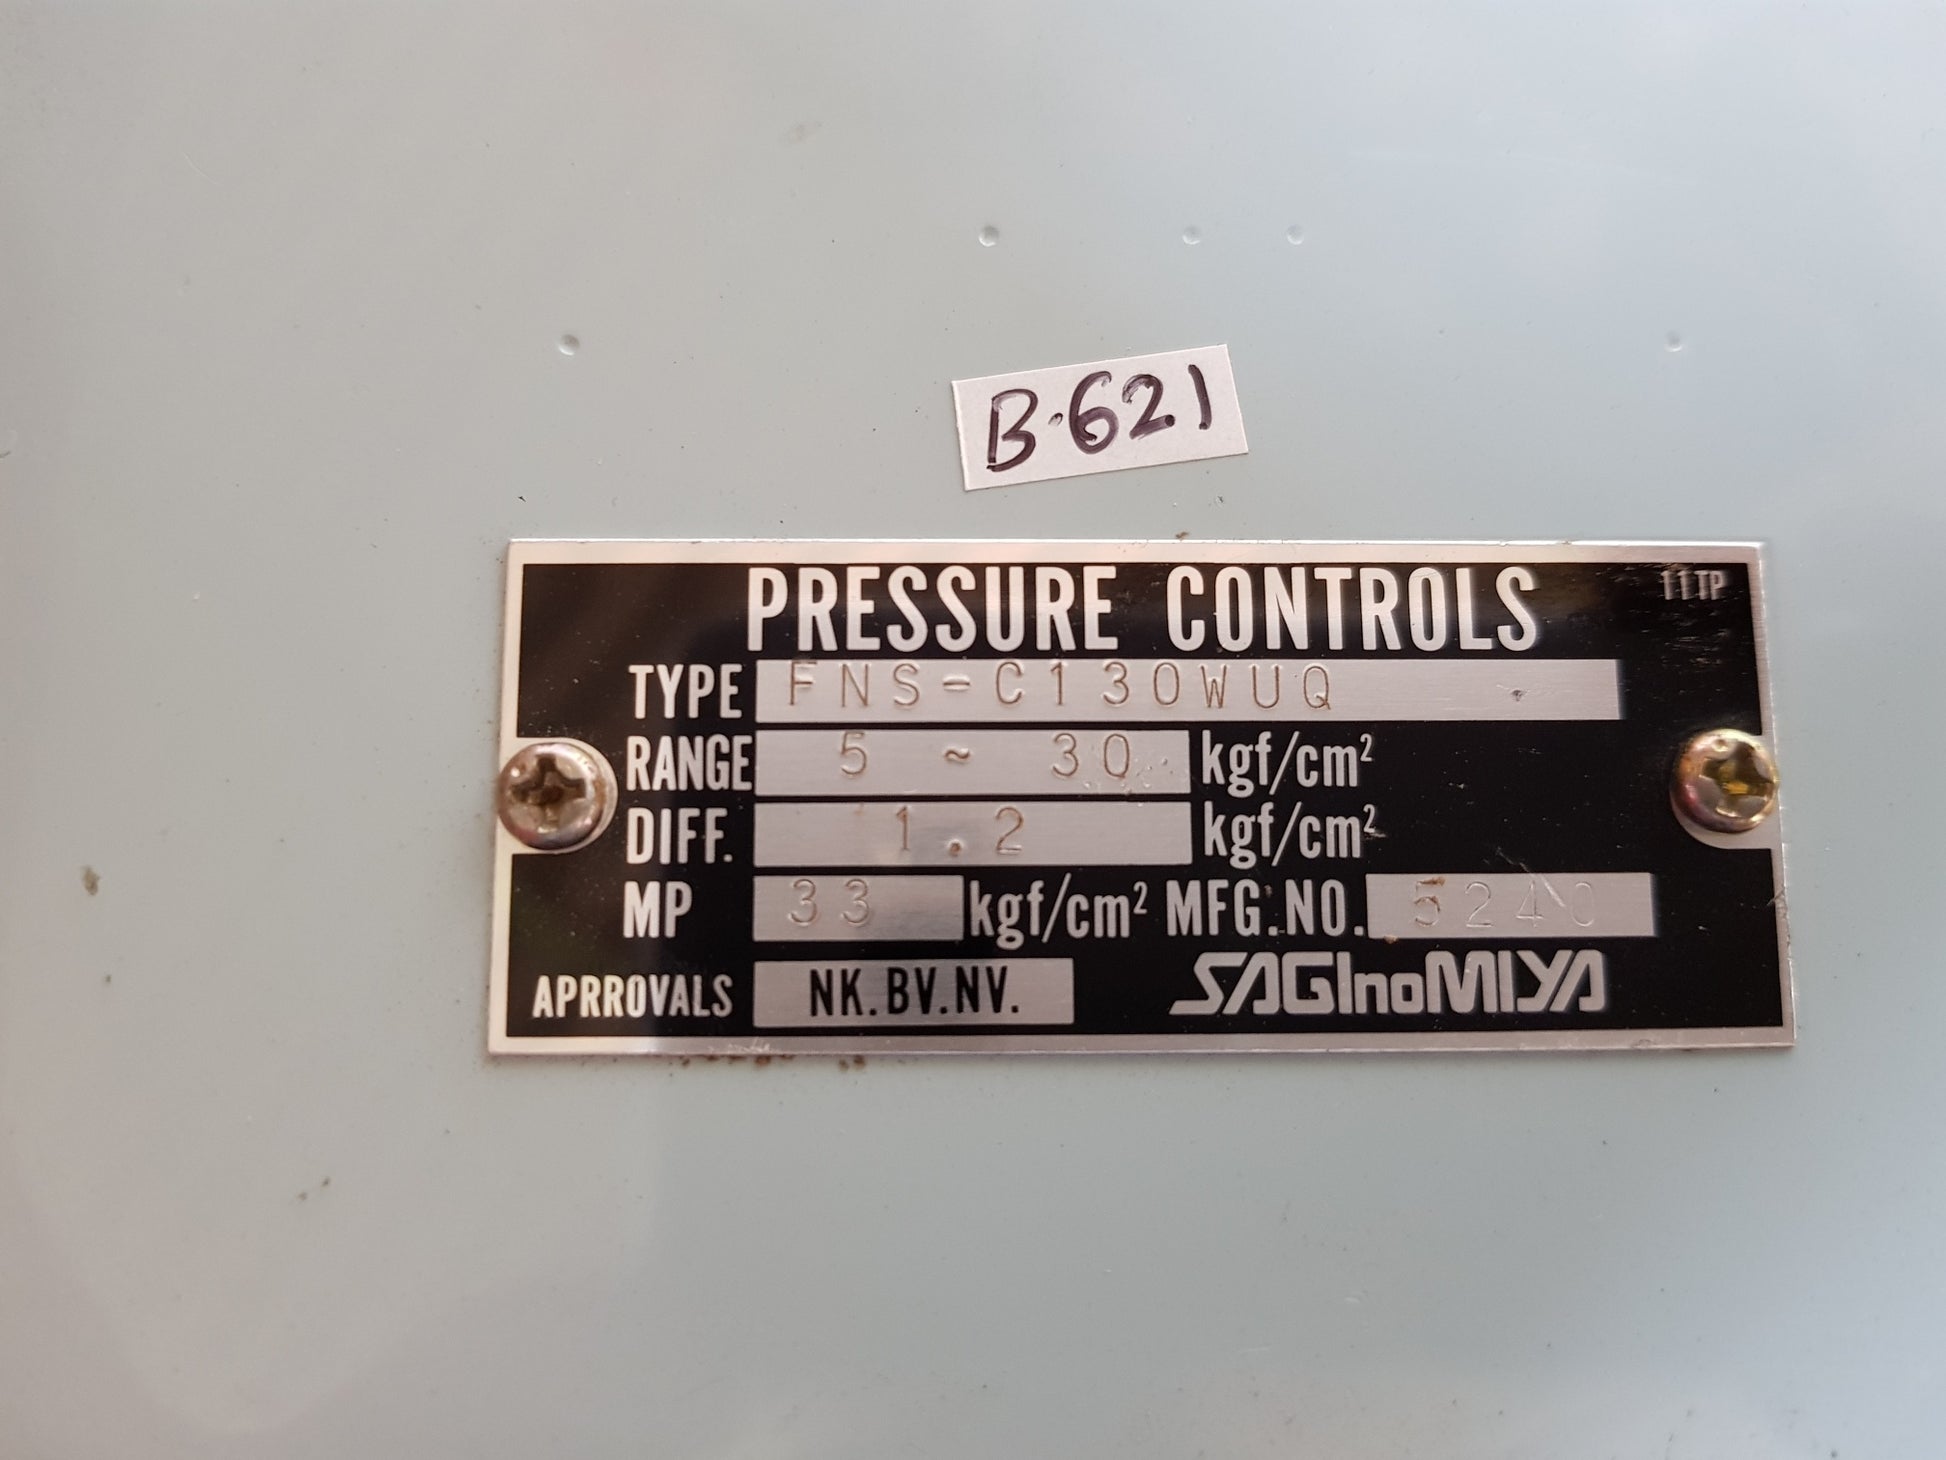 B.621
PRESSURE CONTROLS 11TP
TYPE FNS-C130WUQ
RANGE 5 ~ 30 kgf/cm²
DIFF. 1.2 kgf/cm²
MP 33 kgf/cm² MFG.NO. 5240
APRROVALS NK.BV.NV. SAGInoMIYA